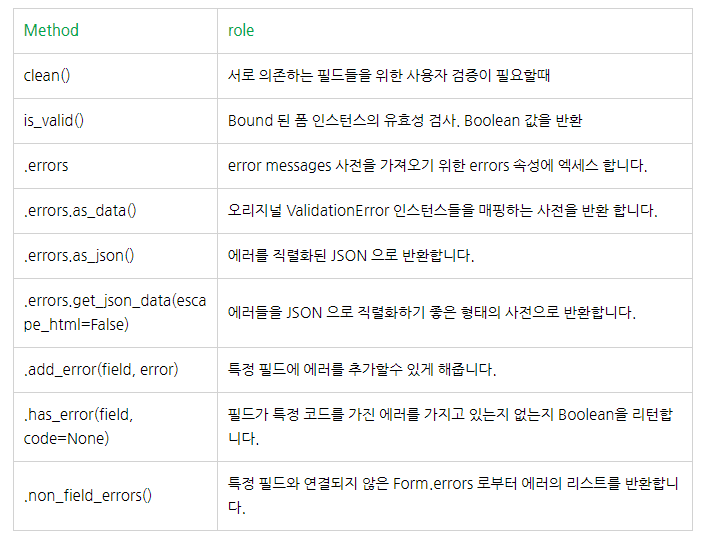 Method
role
clean()
서로 의존하는 필드들을 위한 사용자 검증이 필요할때
is_valid()
Bound 된 폼 인스턴스의 유효성 검사. Boolean 값을 반환
.errors
error messages 사전을 가져오기 위한 errors 속성에 엑세스 합니다.
.errors.as_data()
오리지널 ValidationError 인스턴스들을 매핑하는 사전을 반환 합니다.
.errors.as_json()
에러를 직렬화된 JSON 으로 반환합니다.
.errors.get_json_data(esca
pe_html=False)
에러들을 JSON 으로 직렬화하기 좋은 형태의 사전으로 반환합니다.
.add_error(field, error)
특정 필드에 에러를 추가할수 있게 해줍니다.
.has_error(field,
code=None)
필드가 특정 코드를 가진 에러를 가지고 있는지 없는지 Boolean을 리턴합
니다.
.non_field_errors()
특정 필드와 연결되지 않은 Form.errors 로부터 에러의 리스트를 반환합니
다.